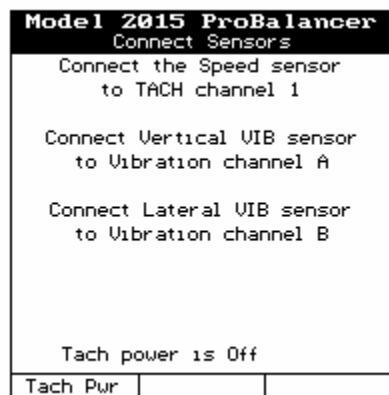 Model 2015 ProBalancer
Connect Sensors
Connect the Speed sensor
to TACH channel 1
Connect Vertical VIB sensor
to Vibration channel A
Connect Lateral VIB sensor
to Vibration channel B
Tach power is Off
Tach Pwr